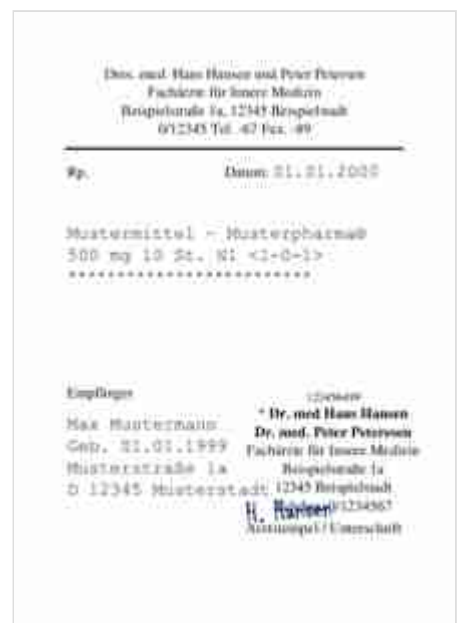 Dres. med. Hans Hansen und Peter Petersen
Fachärzte für Innere Medizin
Beispielstraße 1a, 12345 Beispielstadt
0/12345 Tel. -67 Fax. -89
Rp.
Datum: 01.01.2000
Mustermittel - Musterpharma®
500 mg 10 St. N1 <1-0-1>
*************************
Empfänger
Max Mustermann
Geb. 01.01.1999
Musterstraße 1a
D 12345 Musterstadt
* Dr. med Hans Hansen
Dr. med. Peter Petersen
Fachärzte für Innere Medizin
Beispielstraße 1a
12345 Beispielstadt
/1234567
H. Hansen
Arztstempel / Unterschrift